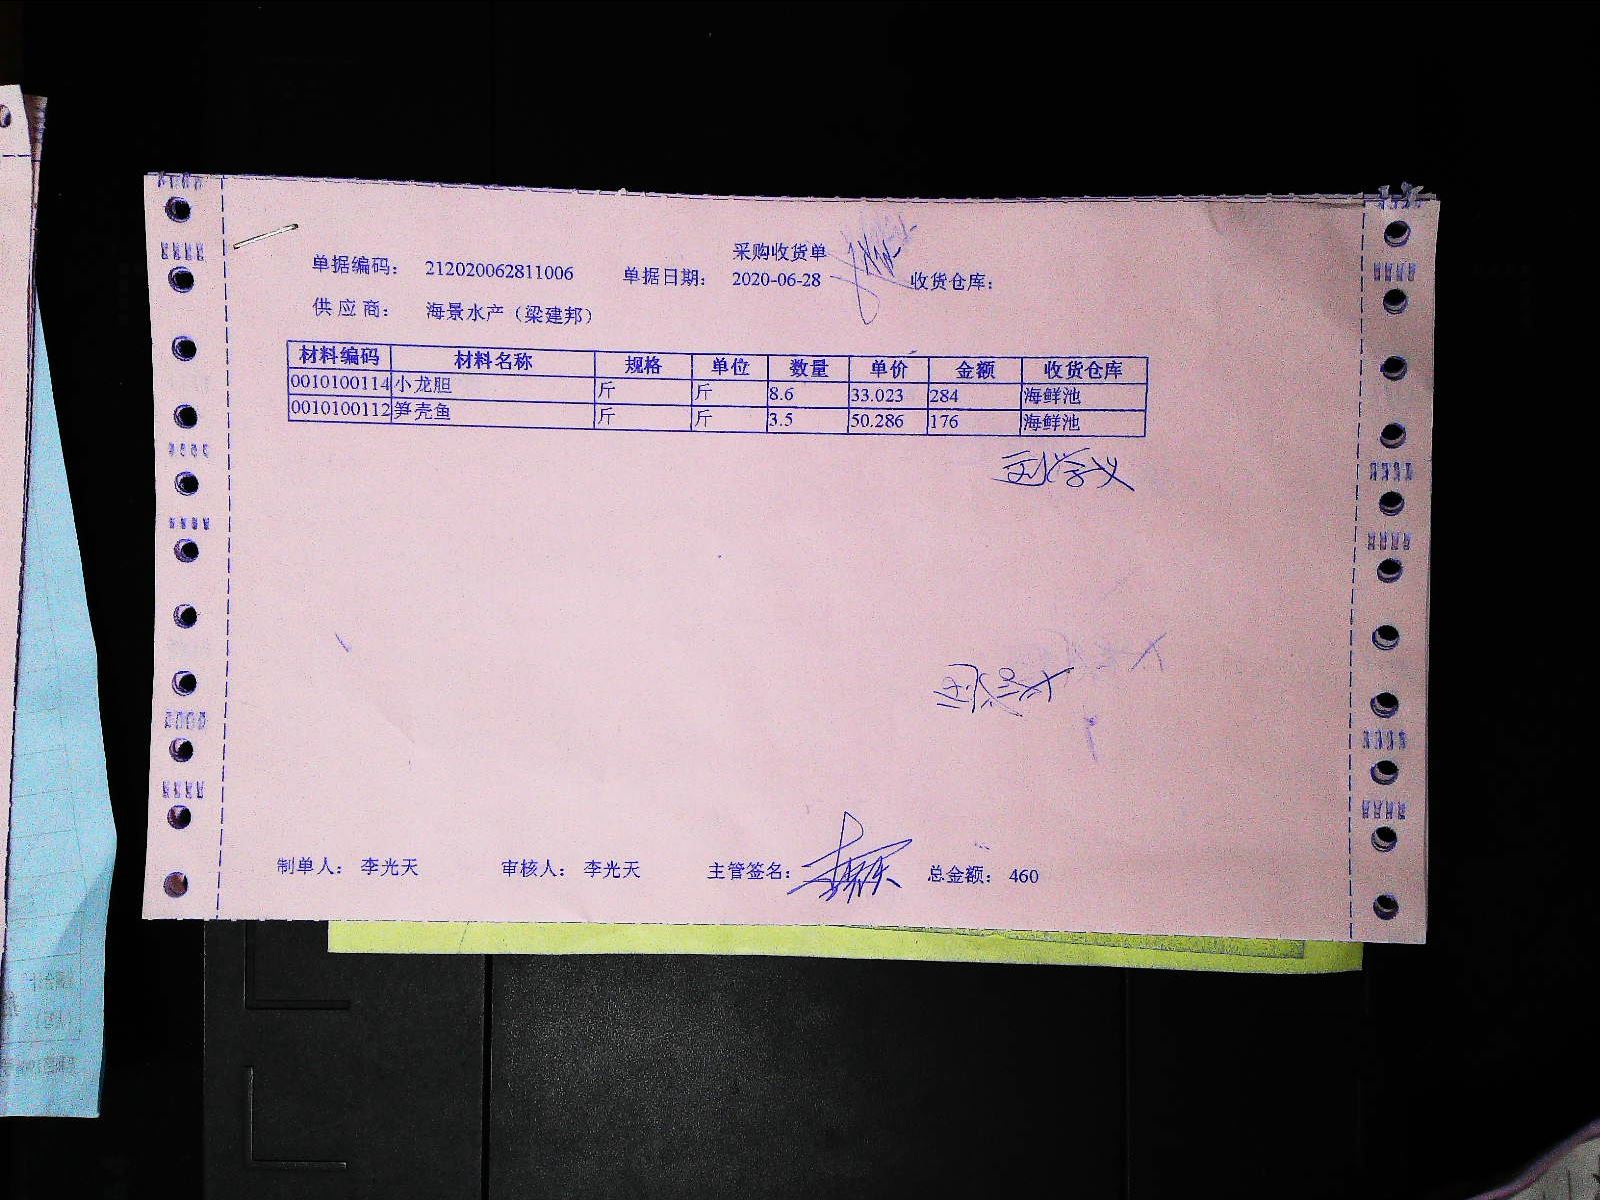 采购收货单
单据编码： 212020062811006 单据日期： 2020-06-28 收货仓库：
供 应 商： 海景水产（梁建邦）
材料编码 材料名称 规格 单位 数量 单价 金额 收货仓库
0010100114 小龙胆 斤 斤 8.6 33.023 284 海鲜池
0010100112 笋壳鱼 斤 斤 3.5 50.286 176 海鲜池
制单人： 李光天 审核人： 李光天 主管签名： 总金额： 460